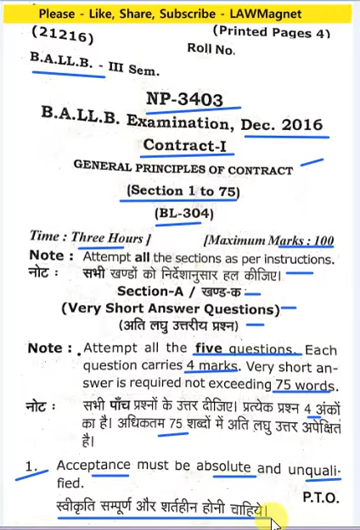 Please - Like, Share, Subscribe - LAWMagnet
(21216)
(Printed Pages 4)
Roll No.
B.A.LL.B. - III Sem.
NP-3403
B.A.LL.B. Examination, Dec. 2016
Contract-I
GENERAL PRINCIPLES OF CONTRACT
(Section 1 to 75)
(BL-304)
Time : Three Hours ] [Maximum Marks : 100
Note : Attempt all the sections as per instructions.
नोट : सभी खण्डों को निर्देशानुसार हल कीजिए।
Section-A / खण्ड-क
(Very Short Answer Questions)
(अति लघु उत्तरीय प्रश्न)
Note : Attempt all the five questions. Each
question carries 4 marks. Very short an-
swer is required not exceeding 75 words.
नोट : सभी पाँच प्रश्नों के उत्तर दीजिए। प्रत्येक प्रश्न 4 अंकों
का है। अधिकतम 75 शब्दों में अति लघु उत्तर अपेक्षित
है।
1. Acceptance must be absolute and unquali-
fied.
P.T.O.
स्वीकृति सम्पूर्ण और शर्तहीन होनी चाहिये।